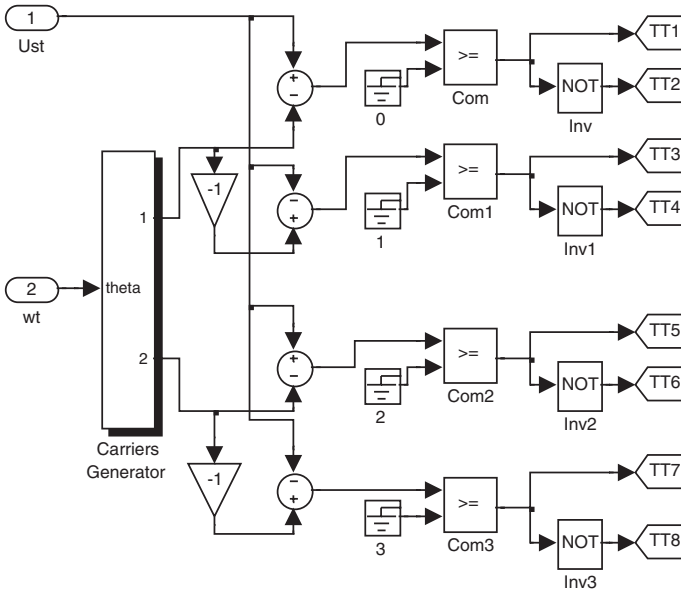 1
Ust
+
−
>=
0
Com
NOT
Inv
TT1
TT2
-1
−
+
>=
1
Com1
NOT
Inv1
TT3
TT4
1
2
wt
theta
2
Carriers
Generator
+
−
>=
2
Com2
NOT
Inv2
TT5
TT6
-1
−
+
>=
3
Com3
NOT
Inv3
TT7
TT8